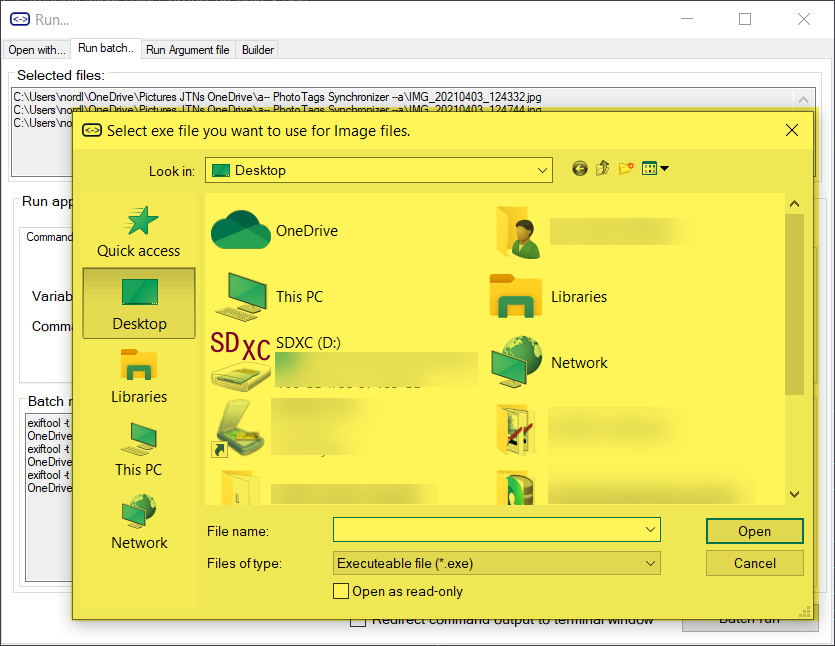 Run...
Open with...
Run batch..
Run Argument file
Builder
Selected files:
C:\Users\nordl\OneDrive\Pictures JTNs OneDrive\a-- PhotoTags Synchronizer --a\IMG_20210403_124332.jpg
C:\Users\nordl\OneDrive\Pictures JTNs OneDrive\a-- PhotoTags Synchronizer --a\IMG_20210403_124744.jpg
C:\Users\no
Select exe file you want to use for Image files.
Look in:
Desktop
Run app
Command
Variab
Comma
Quick access
Desktop
Libraries
This PC
Network
OneDrive
This PC
Libraries
SDXC
SDXC (D:)
Network
Batch r
exiftool -t
OneDrive
exiftool -t
OneDrive
exiftool -t
OneDrive
File name:
Open
Files of type:
Executeable file (*.exe)
Cancel
Open as read-only
Redirect command output to terminal window
Batch run